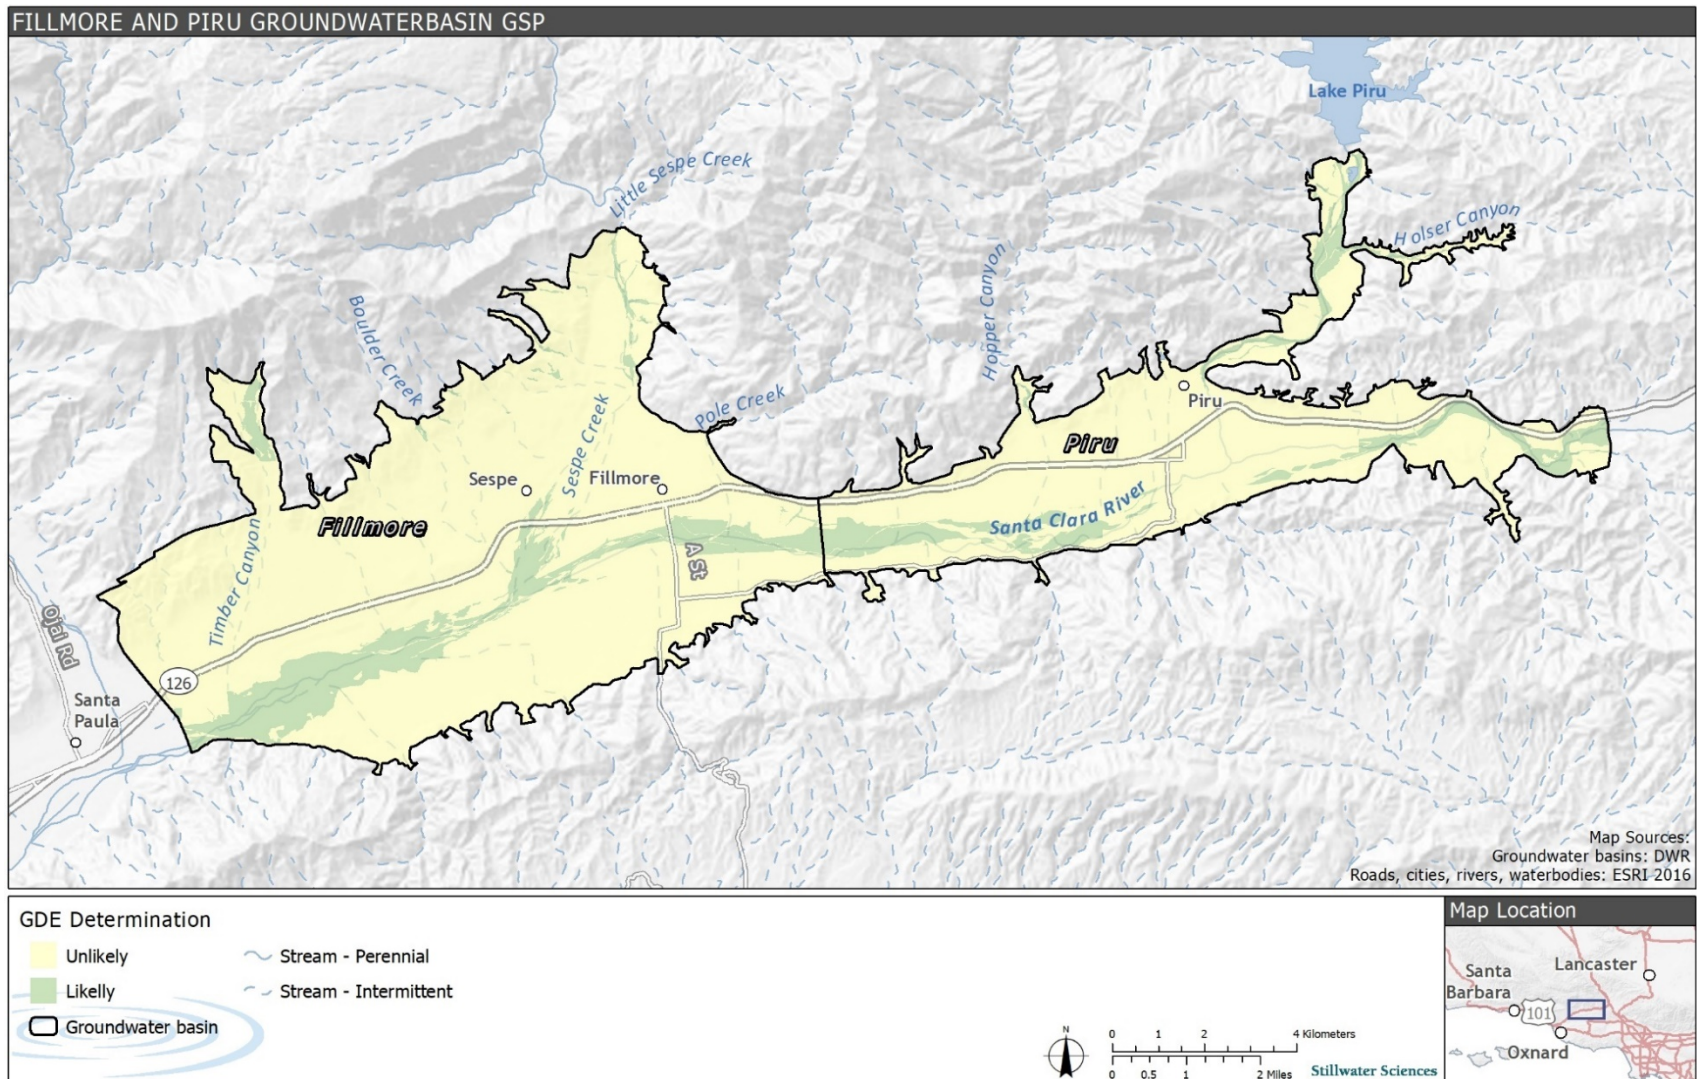 FILLMORE AND PIRU GROUNDWATERBASIN GSP
Lake Piru
Little Sespe Creek
Holser Canyon
Hopper Canyon
Boulder Creek
Pole Creek
Piru
Piru
Sespe Creek
Sespe
Fillmore
Fillmore
Santa Clara River
A St
Timber Canyon
Ojai Rd
126
Santa
Paula
Map Sources:
Groundwater basins: DWR
Roads, cities, rivers, waterbodies: ESRI 2016
GDE Determination
Unlikely
Likelly
Groundwater basin
Stream - Perennial
Stream - Intermittent
N
0 1 2 4 Kilometers
0 0.5 1 2 Miles
Stillwater Sciences
Map Location
Santa
Barbara
Lancaster
101
Oxnard